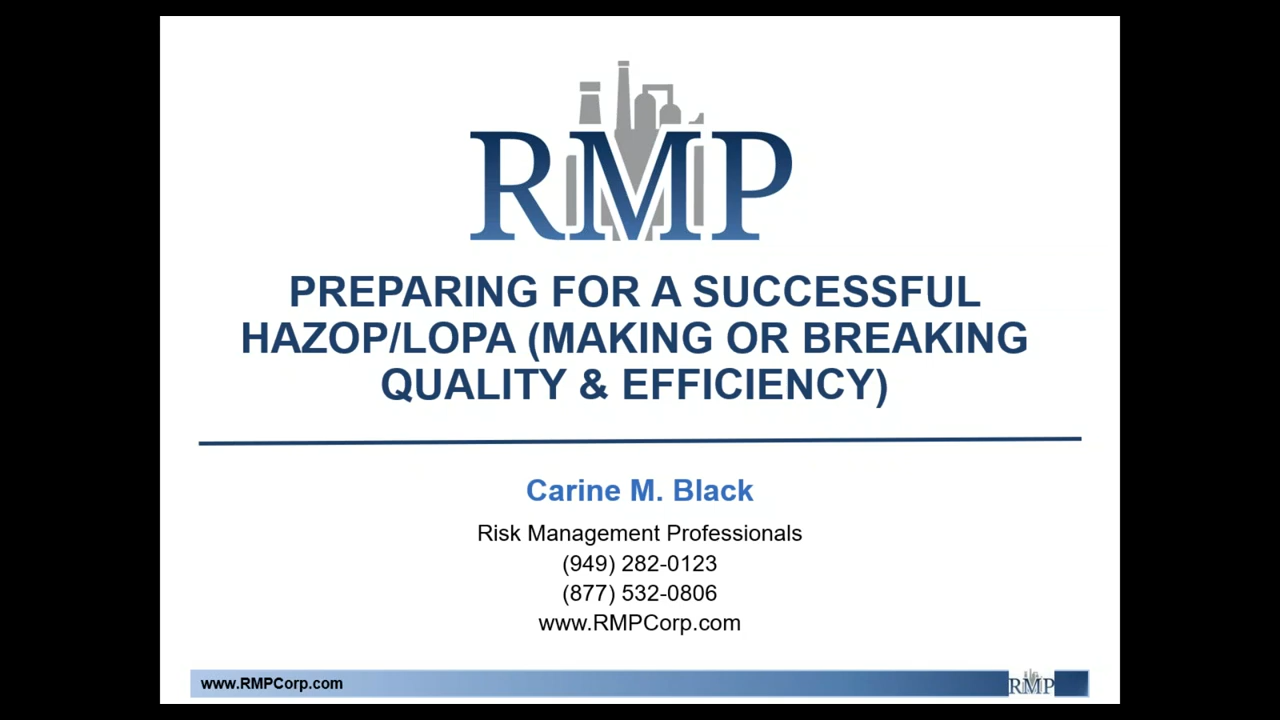 RMP
PREPARING FOR A SUCCESSFUL
HAZOP/LOPA (MAKING OR BREAKING
QUALITY & EFFICIENCY)
Carine M. Black
Risk Management Professionals
(949) 282-0123
(877) 532-0806
www.RMPCorp.com
www.RMPCorp.com
RMP